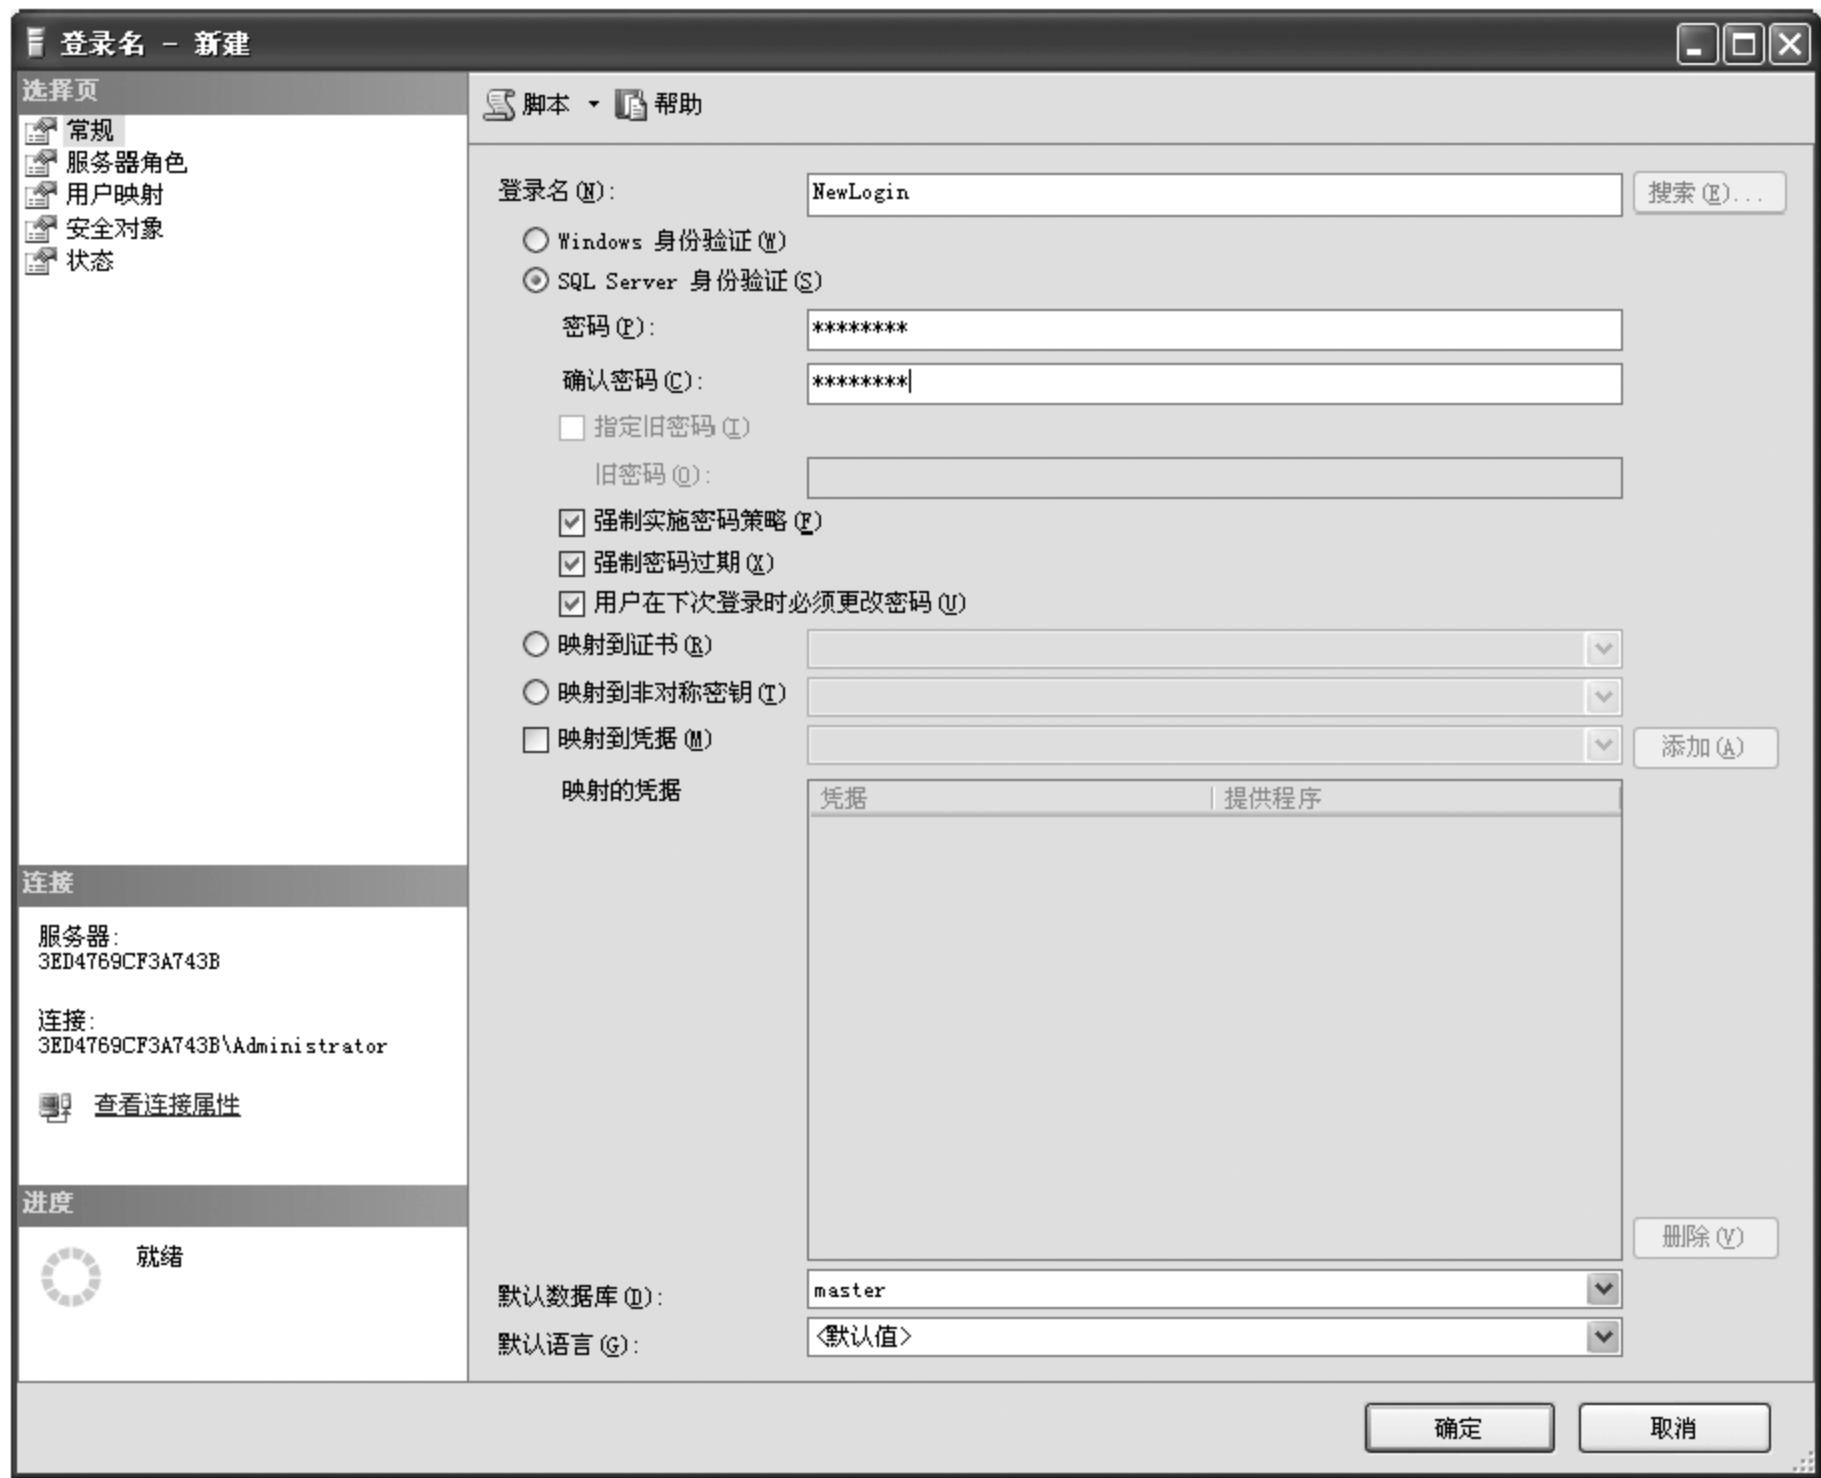 登录名 - 新建
选择页
常规
服务器角色
用户映射
安全对象
状态
脚本
帮助
登录名(N):
NewLogin
搜索(E)...
Windows 身份验证(W)
SQL Server 身份验证(S)
密码(P):
********
确认密码(C):
********
指定旧密码(I)
旧密码(O):
强制实施密码策略(F)
强制密码过期(X)
用户在下次登录时必须更改密码(U)
映射到证书(R)
映射到非对称密钥(T)
映射到凭据(M)
添加(A)
映射的凭据
凭据
提供程序
删除(V)
默认数据库(D):
master
默认语言(G):
<默认值>
连接
服务器:
3ED4769CF3A743B
连接:
3ED4769CF3A743B\Administrator
查看连接属性
进度
就绪
确定
取消